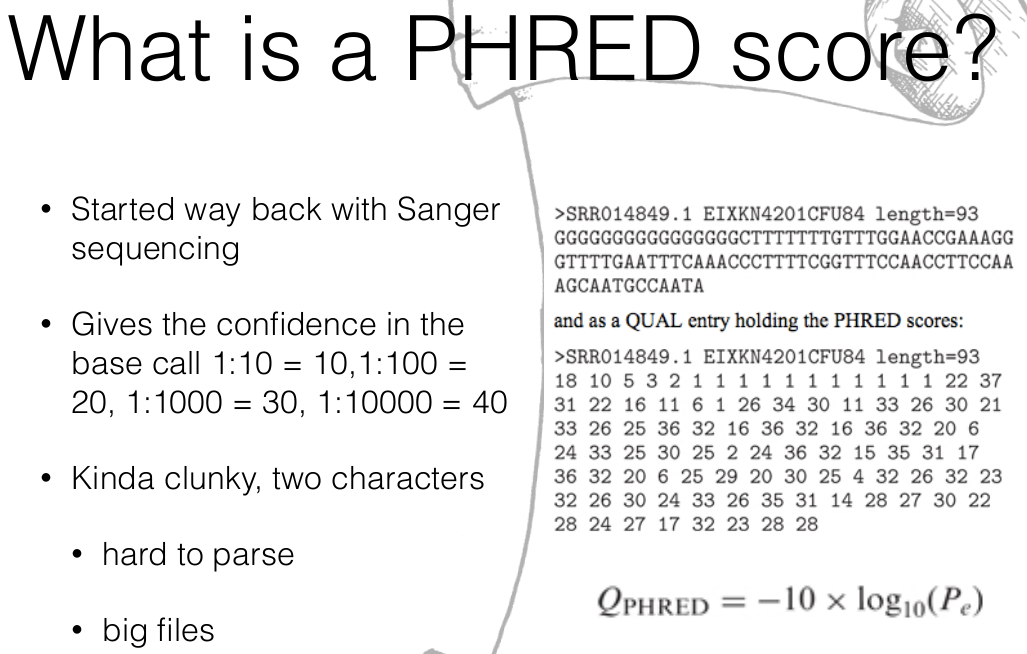 What is a PHRED score?
• Started way back with Sanger
sequencing
• Gives the confidence in the
base call 1:10 = 10,1:100 =
20, 1:1000 = 30, 1:10000 = 40
• Kinda clunky, two characters
• hard to parse
• big files
>SRR014849.1 EIXKN4201CFU84 length=93
GGGGGGGGGGGGGGGGCTTTTTTTGTTTGGAACCGAAAGG
GTTTTGAATTTCAAACCCTTTTCGGTTTCCAACCTTCCAA
AGCAATGCCAATA
and as a QUAL entry holding the PHRED scores:
>SRR014849.1 EIXKN4201CFU84 length=93
18 10 5 3 2 1 1 1 1 1 1 1 1 1 1 1 22 37
31 22 16 11 6 1 26 34 30 11 33 26 30 21
33 26 25 36 32 16 36 32 16 36 32 20 6
24 33 25 30 25 2 24 36 32 15 35 31 17
36 32 20 6 25 29 20 30 25 4 32 26 32 23
32 26 30 24 33 26 35 31 14 28 27 30 22
28 24 27 17 32 23 28 28
QPHRED = −10 × log10(Pe)